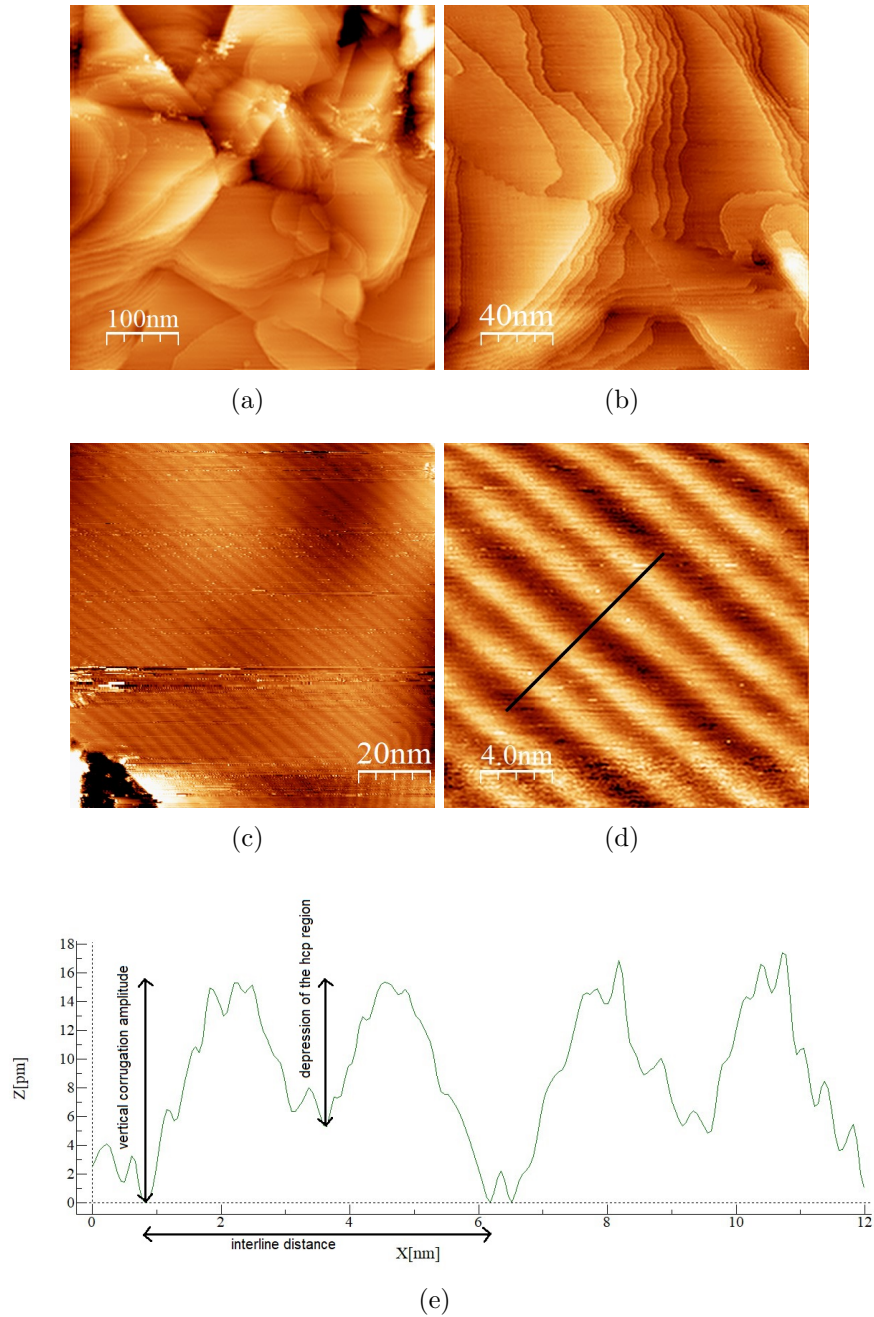 100nm
40nm
(a)
(b)
20nm
4.0nm
(c)
(d)
18
16
14
12
10
8
6
4
2
0
Z[pm]
vertical corrugation amplitude
depression of the hcp region
0
2
4
6
8
10
12
interline distance
X[nm]
(e)